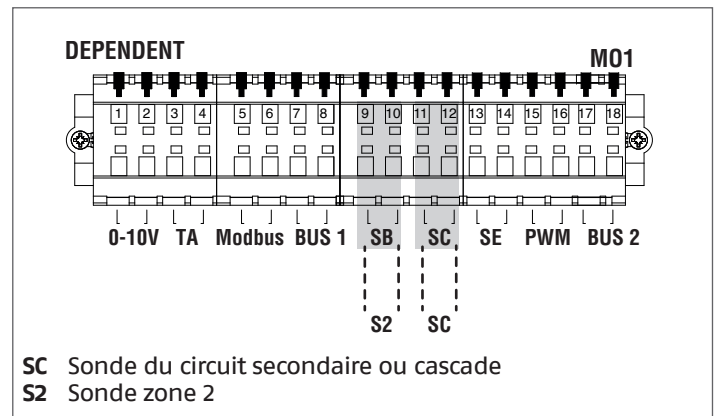 DEPENDENT
M01
1 2 3 4 5 6 7 8 9 10 11 12 13 14 15 16 17 18
0-10V TA Modbus BUS 1 SB SC SE PWM BUS 2
S2 SC
SC Sonde du circuit secondaire ou cascade
S2 Sonde zone 2